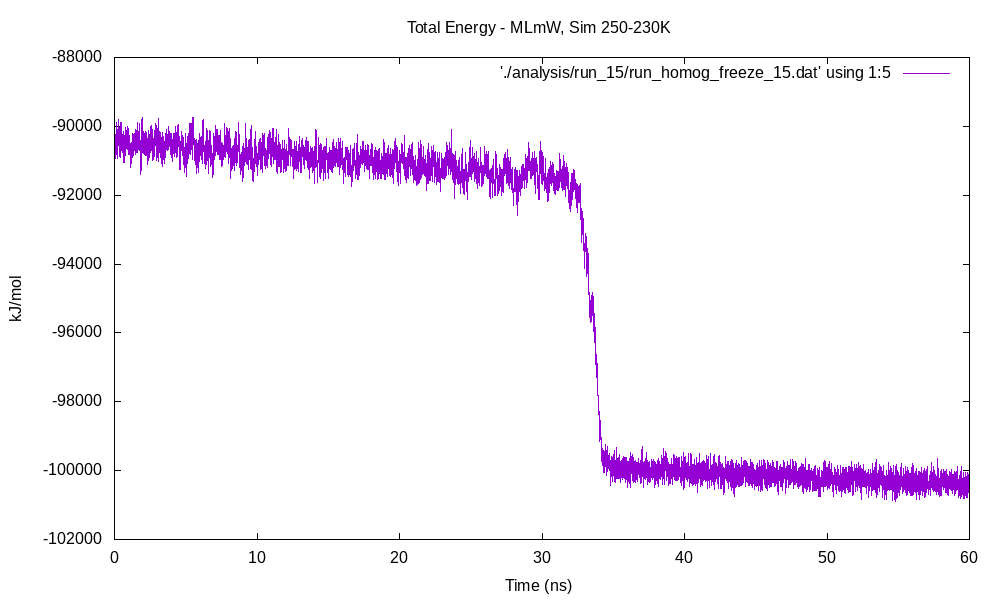 Total Energy - MLmW, Sim 250-230K
'./analysis/run_15/run_homog_freeze_15.dat' using 1:5
-88000
-90000
-92000
-94000
-96000
-98000
-100000
-102000
kJ/mol
0 10 20 30 40 50 60
Time (ns)